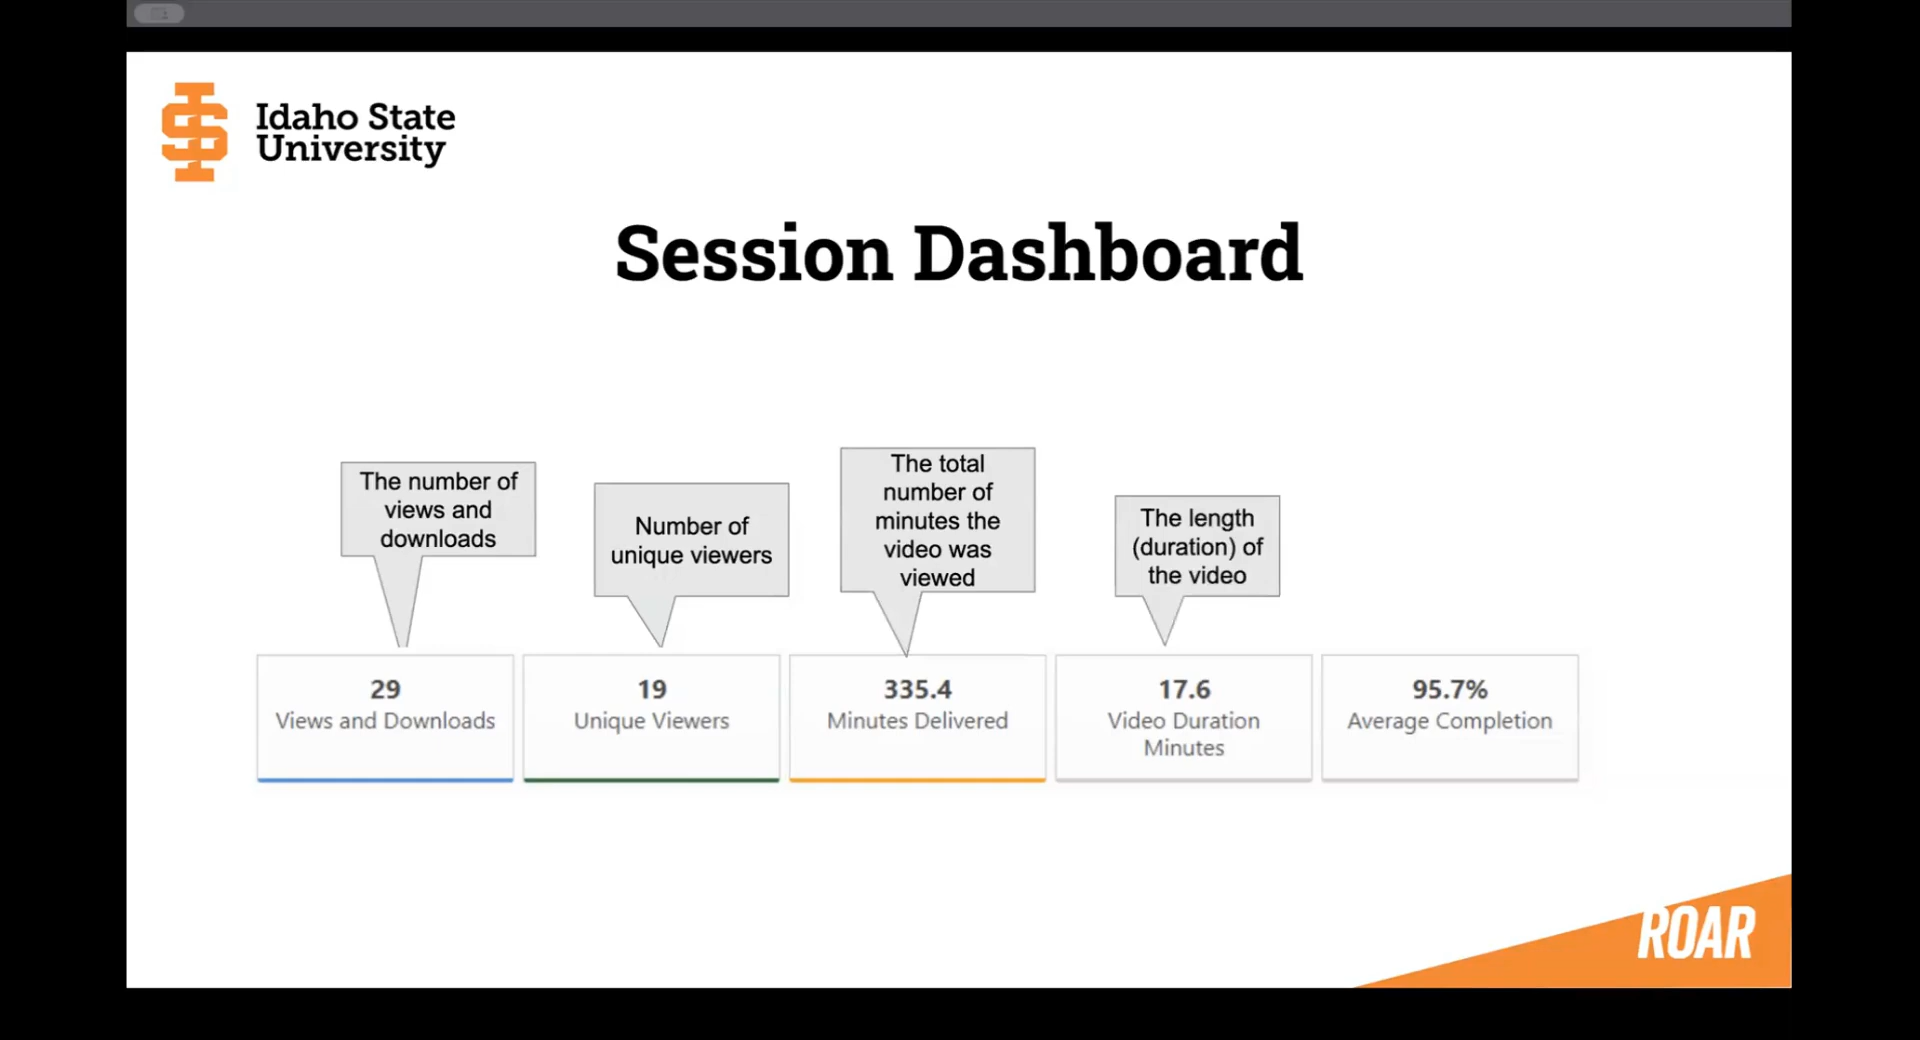 Idaho State
University
Session Dashboard
The number of
views and
downloads
Number of
unique viewers
The total
number of
minutes the
video was
viewed
The length
(duration) of
the video
29
Views and Downloads
19
Unique Viewers
335.4
Minutes Delivered
17.6
Video Duration
Minutes
95.7%
Average Completion
ROAR